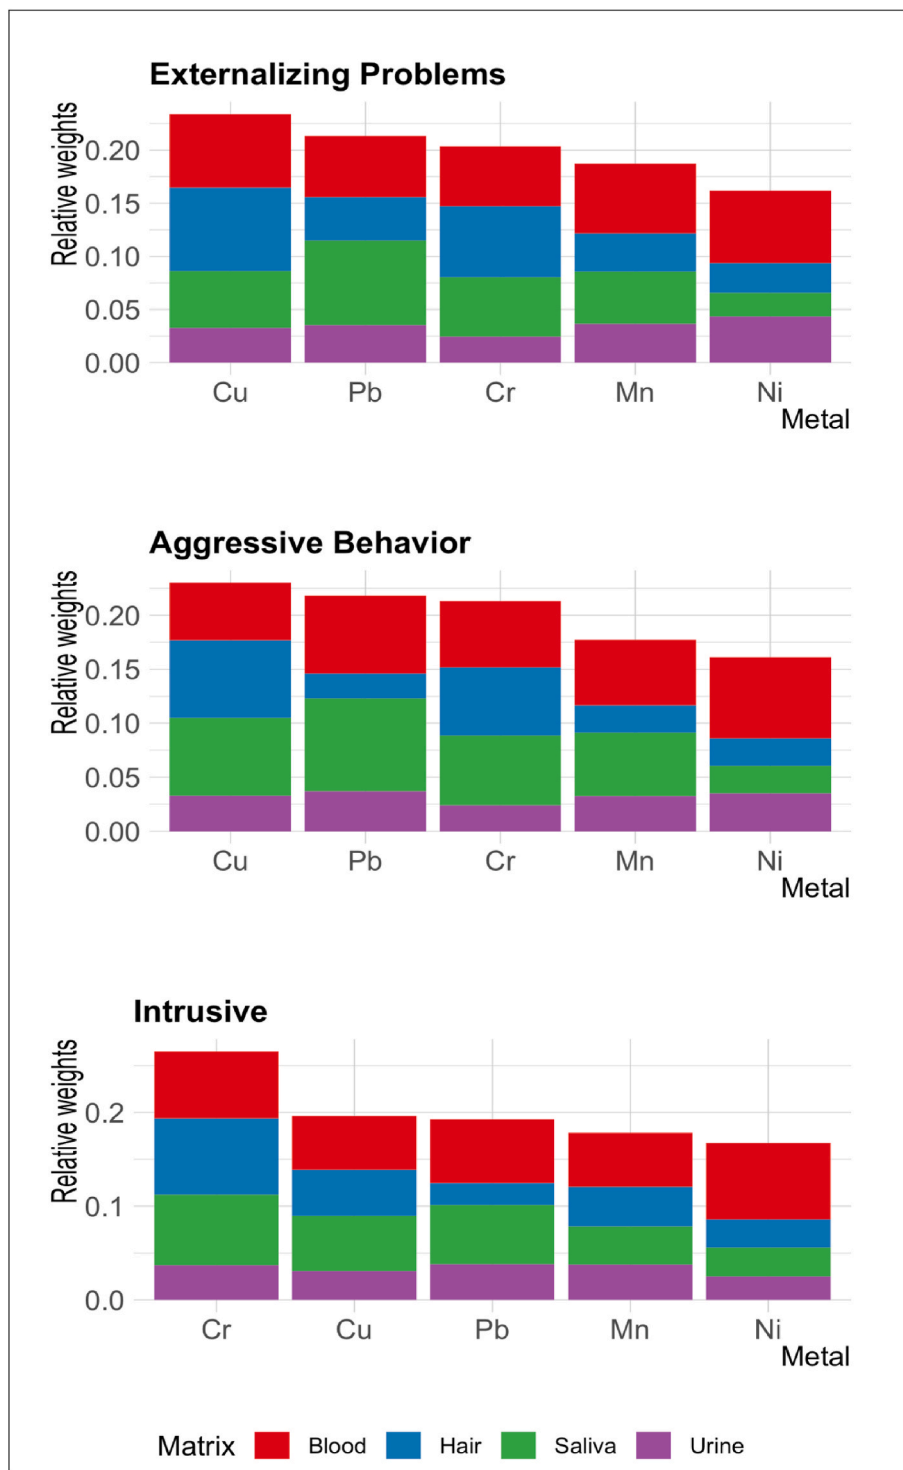 Externalizing Problems
Relative weights
0.20
0.15
0.10
0.05
0.00
Cu Pb Cr Mn Ni
Metal
Aggressive Behavior
Relative weights
0.20
0.15
0.10
0.05
0.00
Cu Pb Cr Mn Ni
Metal
Intrusive
Relative weights
0.2
0.1
0.0
Cr Cu Pb Mn Ni
Metal
Matrix Blood Hair Saliva Urine